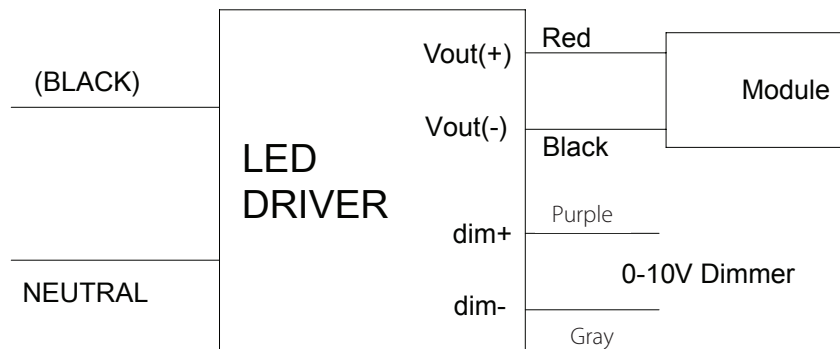 (BLACK)
NEUTRAL
LED
DRIVER
Vout(+)
Vout(-)
dim+
dim-
Red
Black
Purple
Gray
Module
0-10V Dimmer